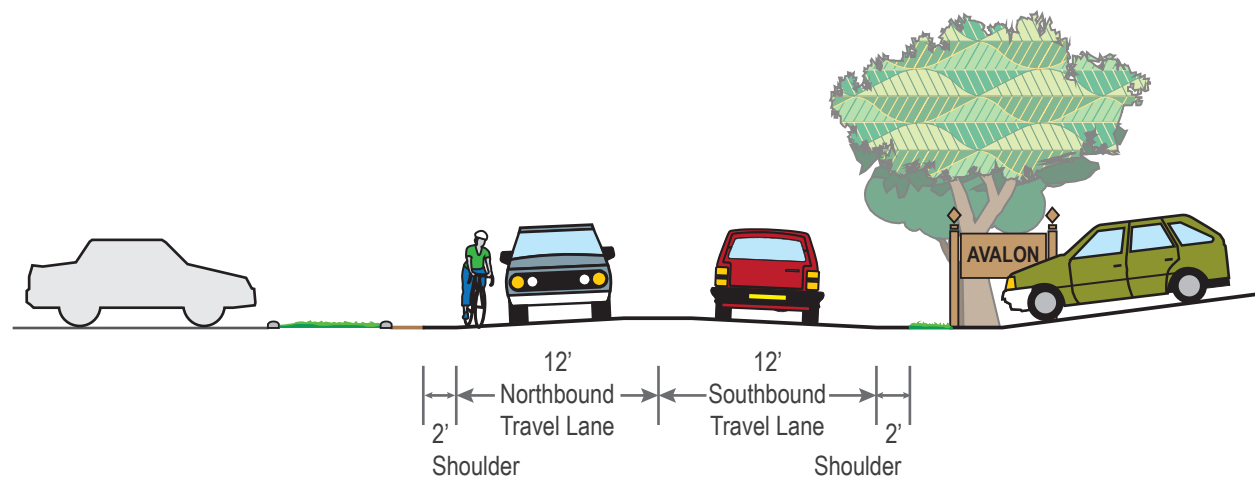 AVALON
12’
Northbound
Travel Lane
12’
Southbound
Travel Lane
2’
Shoulder
2’
Shoulder